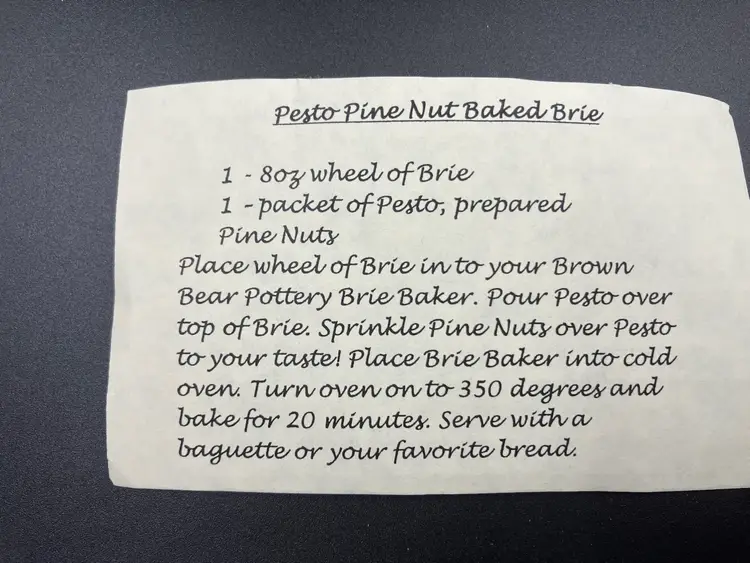 Pesto Pine Nut Baked Brie
1 - 8oz wheel of Brie
1 - packet of Pesto, prepared
Pine Nuts
Place wheel of Brie in to your Brown
Bear Pottery Brie Baker. Pour Pesto over
top of Brie. Sprinkle Pine Nuts over Pesto
to your taste! Place Brie Baker into cold
oven. Turn oven on to 350 degrees and
bake for 20 minutes. Serve with a
baguette or your favorite bread.